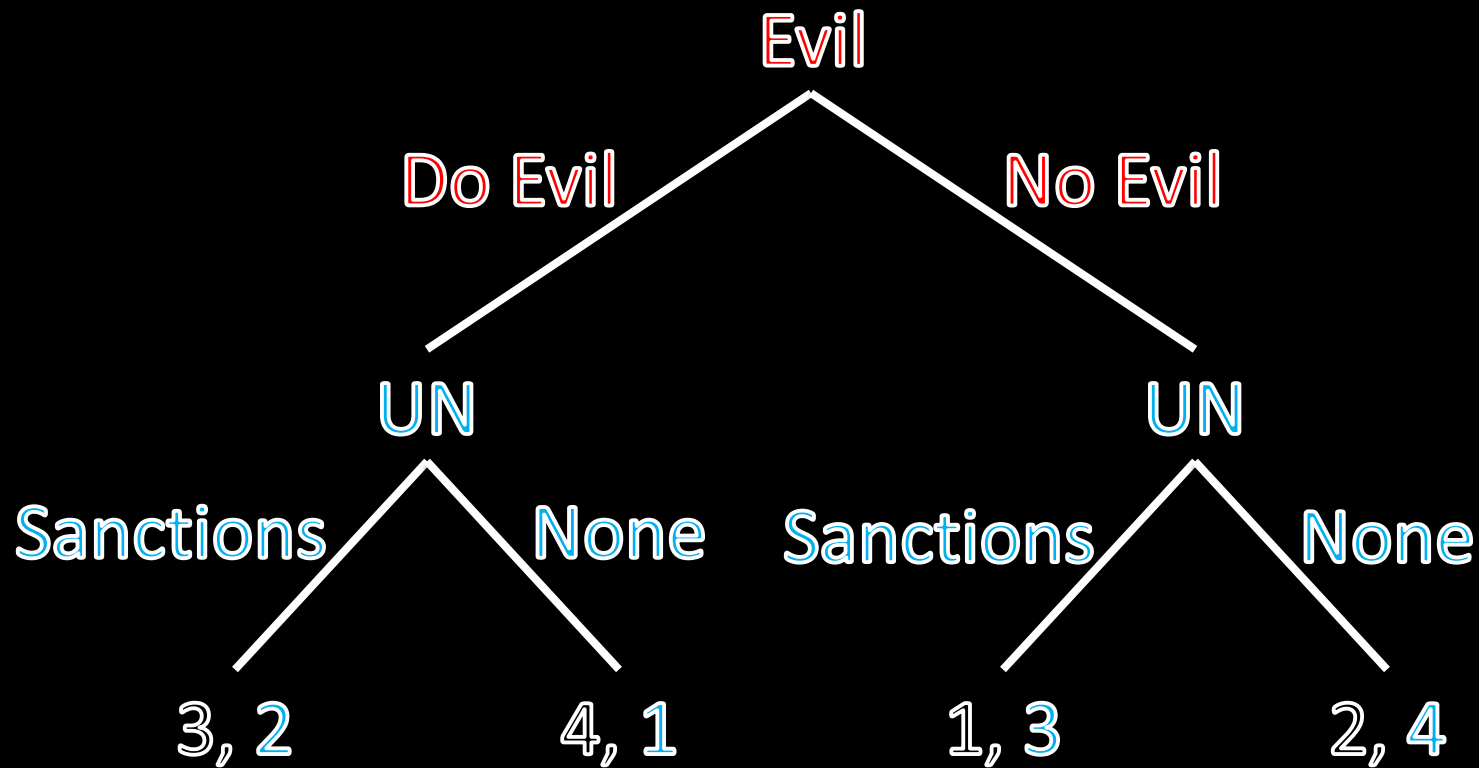 Evil
Do Evil
No Evil
UN
UN
Sanctions
None
Sanctions
None
3, 2
4, 1
1, 3
2, 4